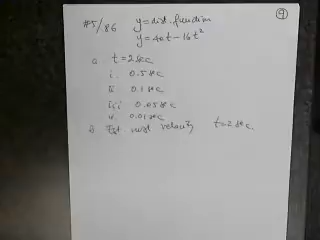 #5/86 y = dist. function 9
y = 40t - 16t²
a. t = 2 sec
i. 0.5 sec
ii. 0.1 sec
iii. 0.05 sec
v. 0.01 sec
b) Est. inst velocity t=2 sec.